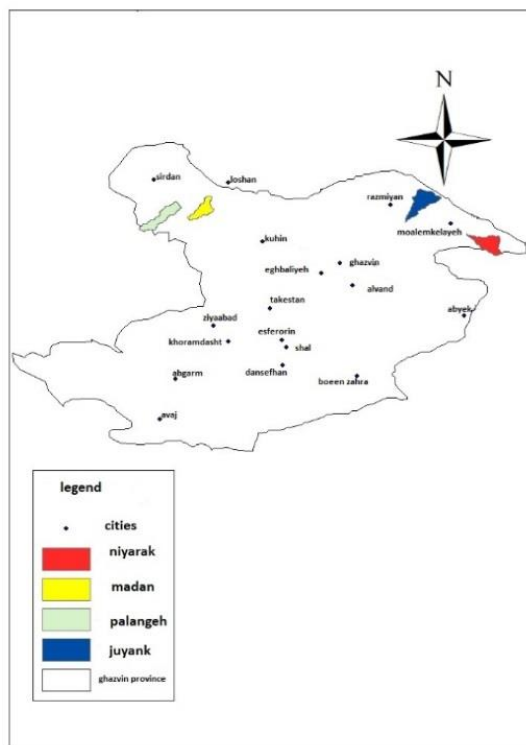 N
sirdan
loshan
razmiyan
moalemkelayeh
kuhin
ghazvin
eghbaliyeh
alvand
takestan
abyek
ziyaabad
esferorin
khoramdasht
shal
dansefhan
abgarm
boeen zahra
avaj
legend
cities
niyarak
madan
palangeh
juyank
ghazvin province